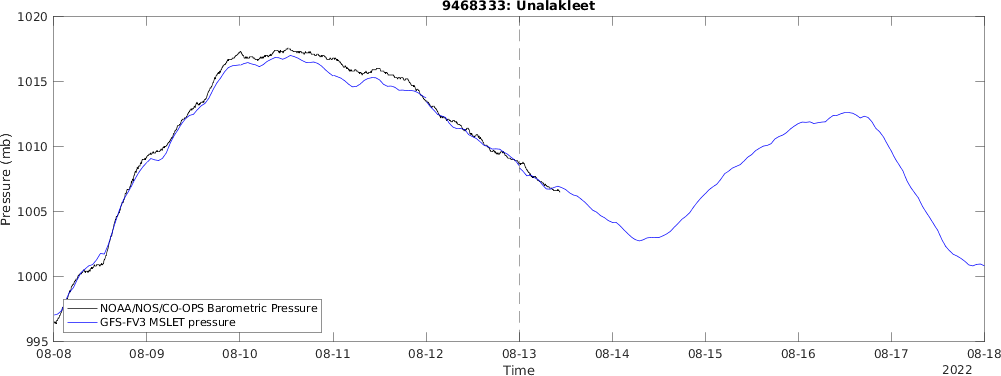 9468333: Unalakleet
1020
1015
1010
1005
1000
995
Pressure (mb)
NOAA/NOS/CO-OPS Barometric Pressure
GFS-FV3 MSLET pressure
08-08 08-09 08-10 08-11 08-12 08-13 08-14 08-15 08-16 08-17 08-18
Time
2022